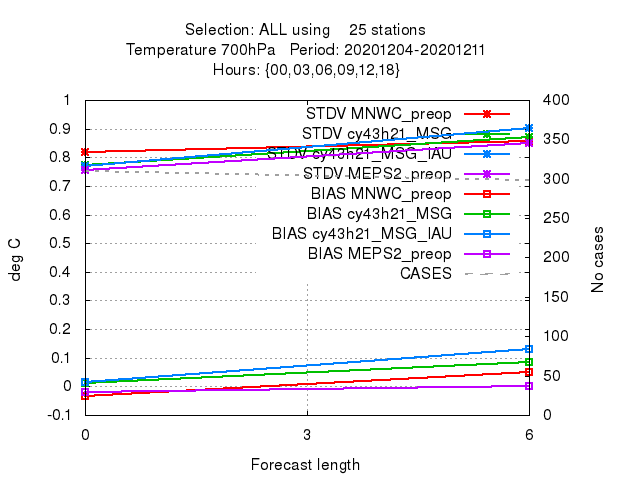 Selection: ALL using 25 stations
Temperature 700hPa Period: 20201204-20201211
Hours: {00,03,06,09,12,18}
1
0.9
0.8
0.7
0.6
0.5
0.4
0.3
0.2
0.1
0
-0.1
deg C
STDV MNWC_preop
STDV cy43h21_MSG
STDV cy43h21_MSG_IAU
STDV MEPS2_preop
BIAS MNWC_preop
BIAS cy43h21_MSG
BIAS cy43h21_MSG_IAU
BIAS MEPS2_preop
CASES
400
350
300
250
200
150
100
50
0
No cases
0 3 6
Forecast length